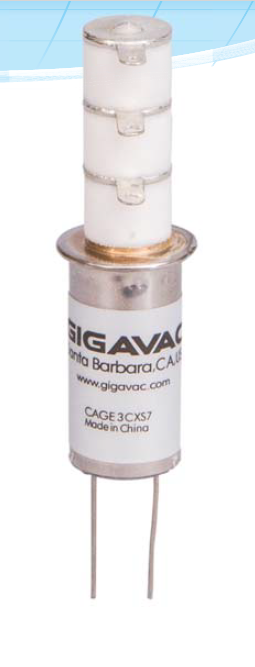 GIGAVAC
Santa Barbara, CA, U
www.gigavac.com
CAGE 3CXS7
Made in China